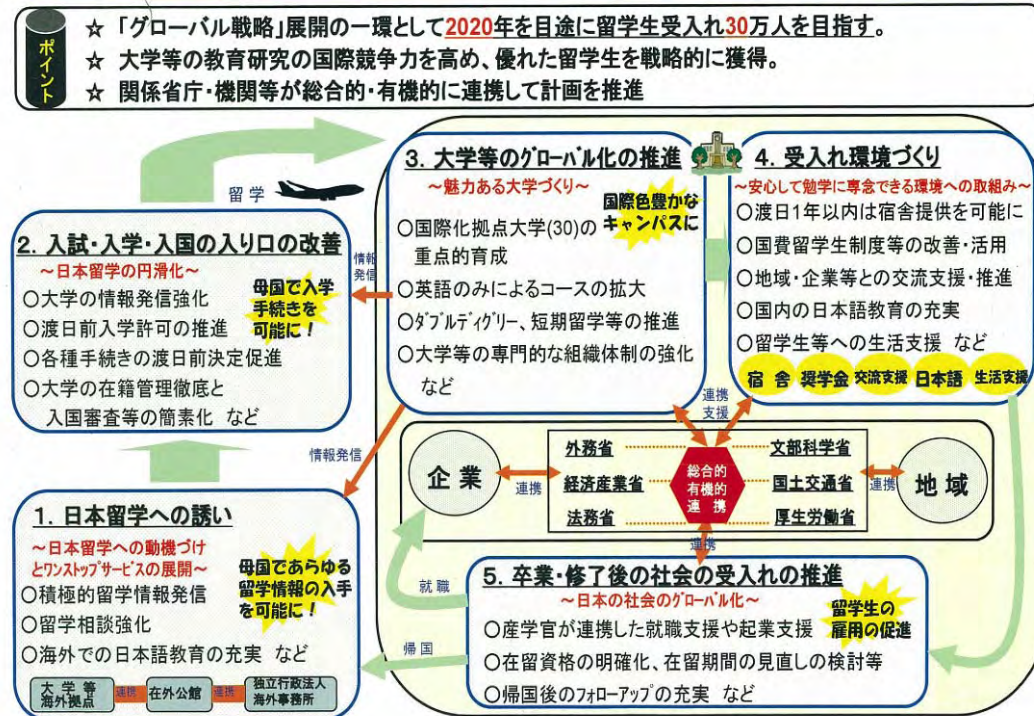 ポイント
☆ 「グローバル戦略」展開の一環として2020年を目途に留学生受入れ30万人を目指す。
☆ 大学等の教育研究の国際競争力を高め、優れた留学生を戦略的に獲得。
☆ 関係省庁・機関等が総合的・有機的に連携して計画を推進
留学
2. 入試・入学・入国の入り口の改善
~日本留学の円滑化~
○大学の情報発信強化
○渡日前入学許可の推進
○各種手続きの渡日前決定促進
○大学の在籍管理徹底と
入国審査等の簡素化 など
母国で入学
手続きを
可能に!
情報
発信
3. 大学等のグローバル化の推進
~魅力ある大学づくり~
国際色豊かな
キャンパスに
○国際化拠点大学(30)の
重点的育成
○英語のみによるコースの拡大
○ダブルディグリー、短期留学等の推進
○大学等の専門的な組織体制の強化
など
4. 受入れ環境づくり
~安心して勉学に専念できる環境への取組み~
○渡日1年以内は宿舎提供を可能に
○国費留学生制度等の改善・活用
○地域・企業等との交流支援・推進
○国内の日本語教育の充実
○留学生等への生活支援 など
宿舎 奨学金 交流支援 日本語 生活支援
連携
支援
情報発信
企業
連携
外務省
経済産業省
法務省
総合的
有機的
連携
文部科学省
国土交通省
厚生労働省
連携
地域
連携
1. 日本留学への誘い
~日本留学への動機づけ
とワンストップサービスの展開~
○積極的留学情報発信
○留学相談強化
○海外での日本語教育の充実 など
母国であらゆる
留学情報の入手
を可能に!
大学等
海外拠点
連携
在外公館
連携
独立行政法人
海外事務所
就職
帰国
5. 卒業・修了後の社会の受入れの推進
~日本の社会のグローバル化~
○産学官が連携した就職支援や起業支援
○在留資格の明確化、在留期間の見直しの検討等
○帰国後のフォローアップの充実 など
留学生の
雇用の促進